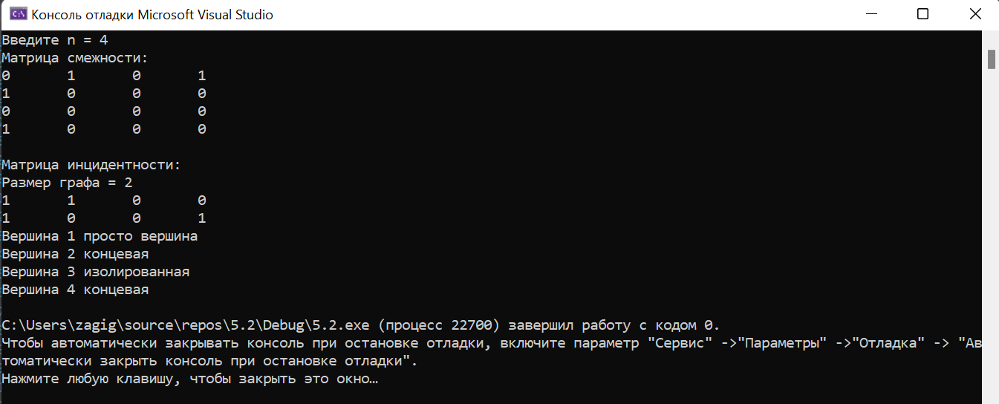 Консоль отладки Microsoft Visual Studio
Введите n = 4
Матрица смежности:
0 1 0 1
1 0 0 0
0 0 0 0
1 0 0 0
Матрица инцидентности:
Размер графа = 2
1 1 0 0
1 0 0 1
Вершина 1 просто вершина
Вершина 2 концевая
Вершина 3 изолированная
Вершина 4 концевая
C:\Users\zagig\source\repos\5.2\Debug\5.2.exe (процесс 22700) завершил работу с кодом 0.
Чтобы автоматически закрывать консоль при остановке отладки, включите параметр "Сервис" ->"Параметры" ->"Отладка" -> "Ав
томатически закрыть консоль при остановке отладки".
Нажмите любую клавишу, чтобы закрыть это окно…